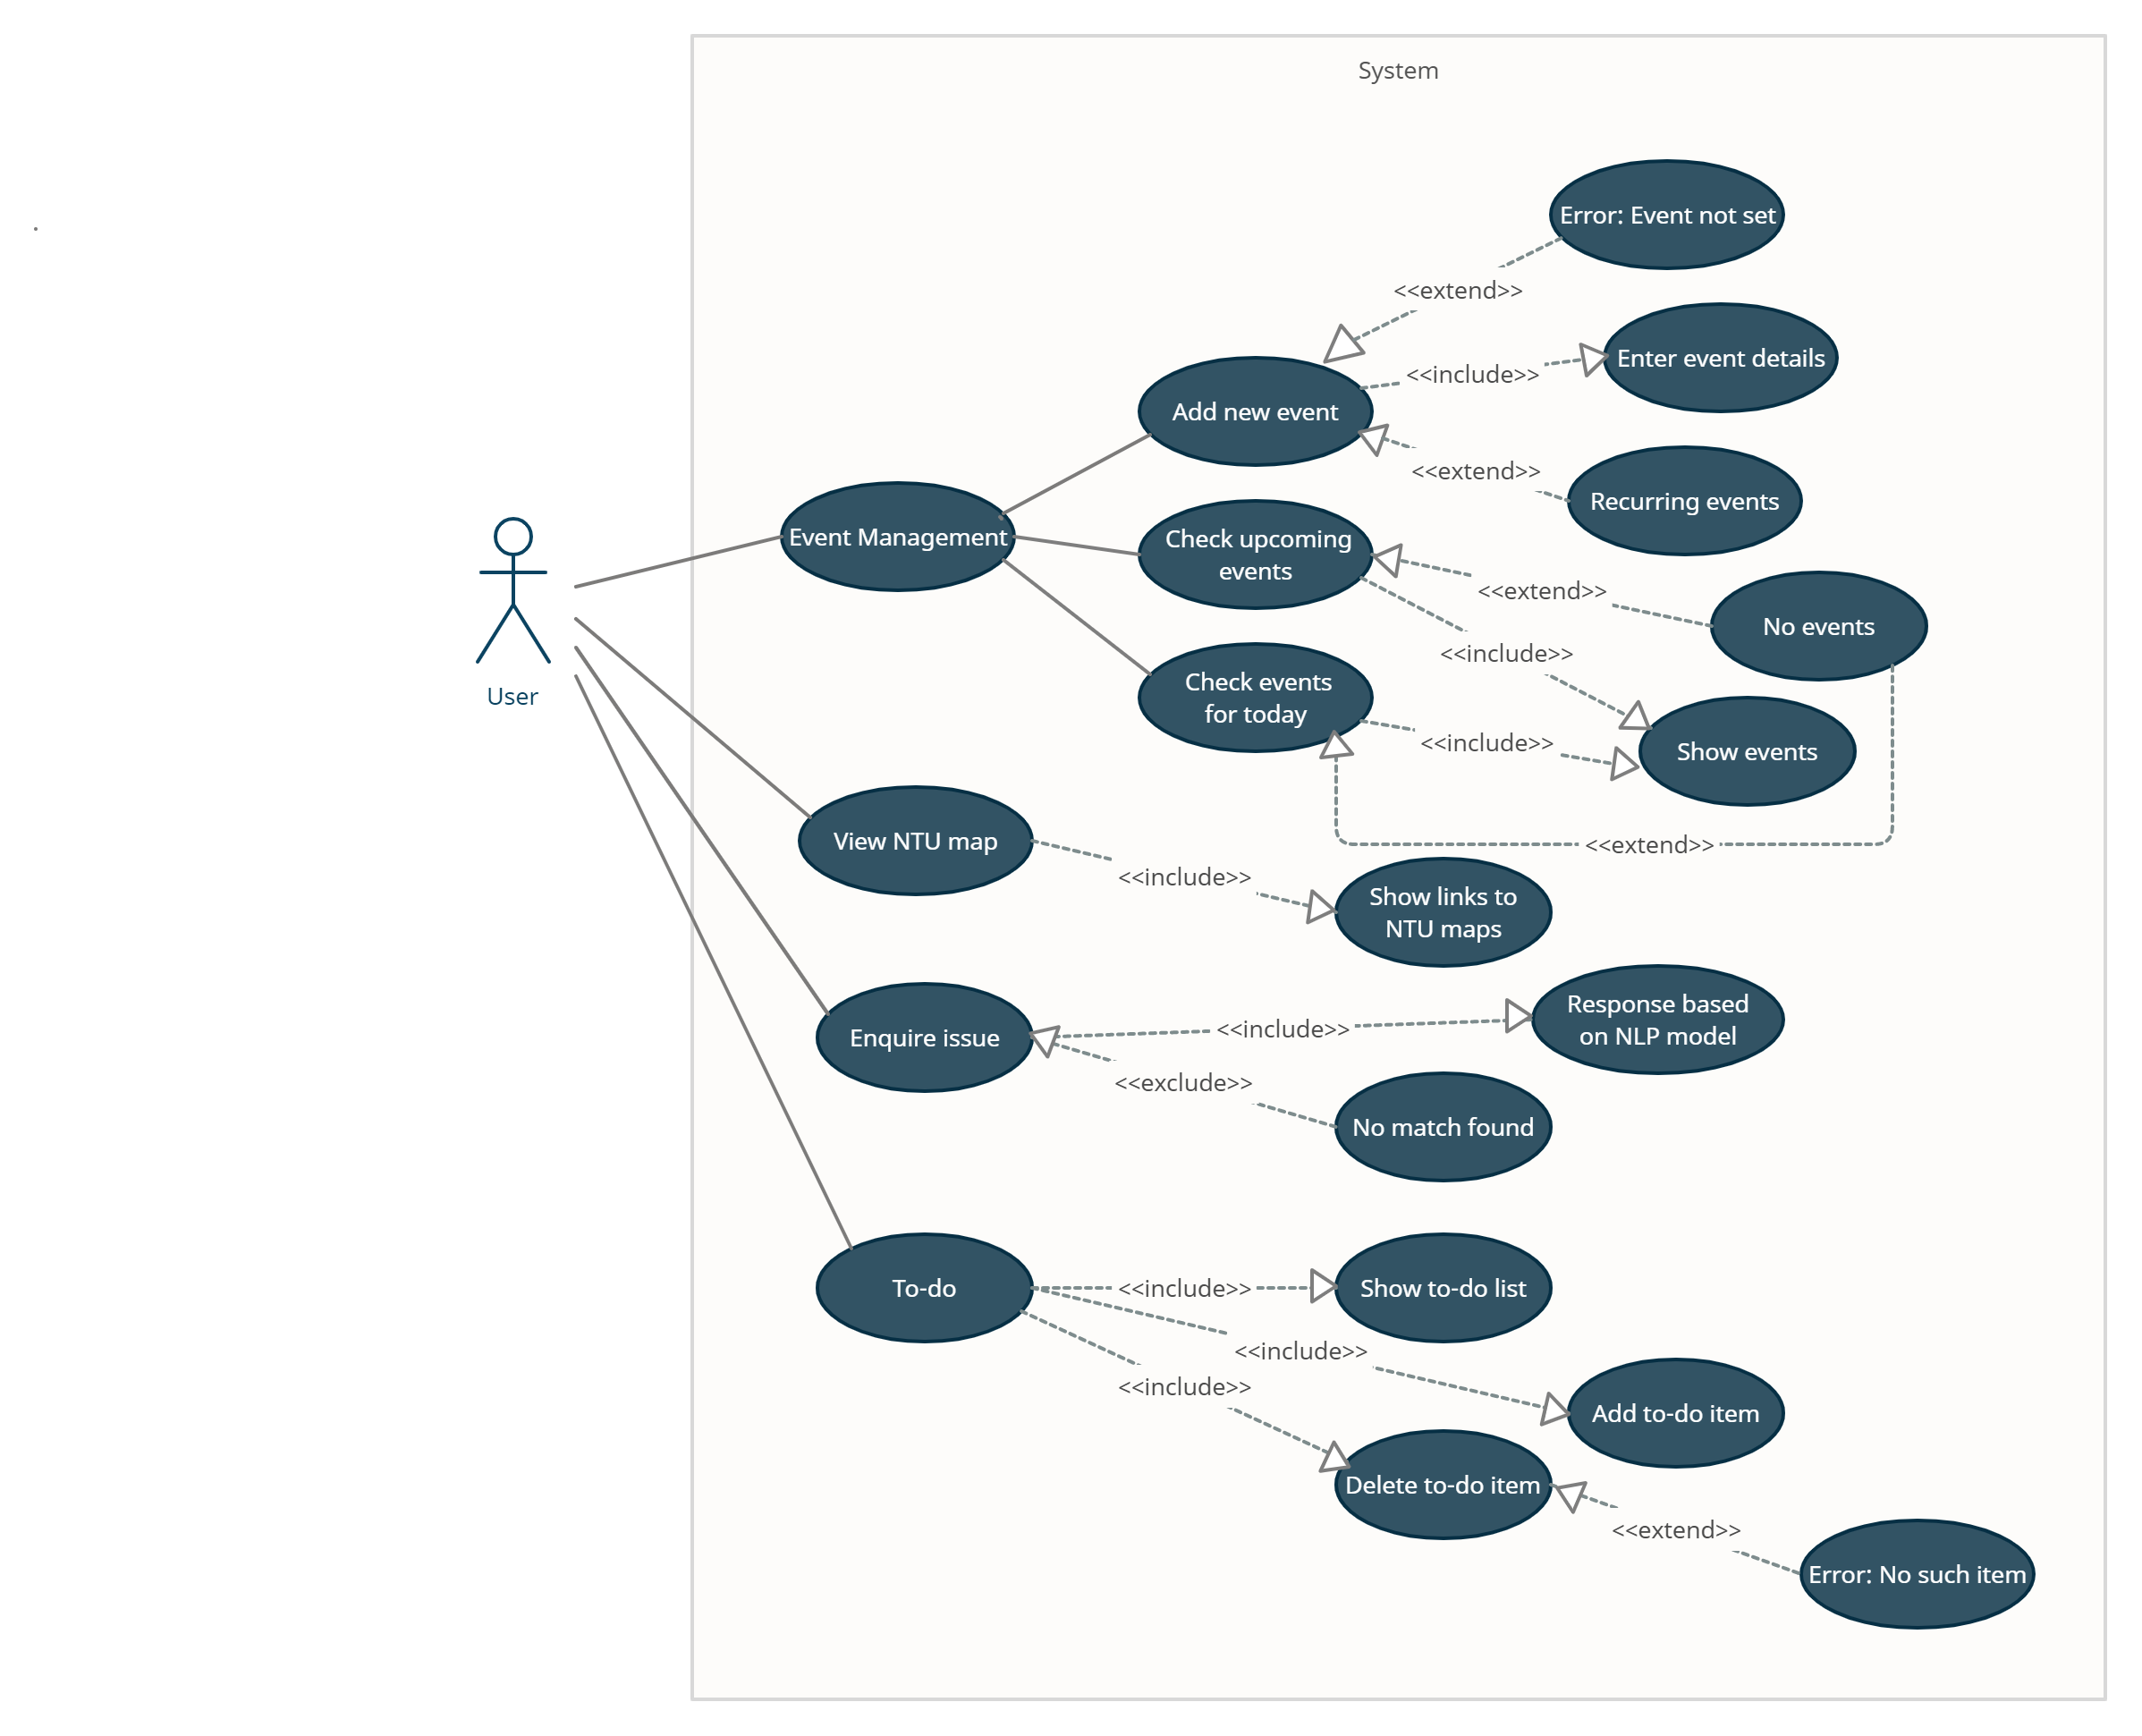 System
Error: Event not set
<<extend>>
Enter event details
<<include>>
Add new event
<<extend>>
Recurring events
Event Management
Check upcoming
events
<<extend>>
No events
<<include>>
User
Check events
for today
<<include>>
Show events
<<extend>>
View NTU map
<<include>>
Show links to
NTU maps
Enquire issue
<<include>>
Response based
on NLP model
<<exclude>>
No match found
To-do
<<include>>
Show to-do list
<<include>>
<<include>>
Add to-do item
Delete to-do item
<<extend>>
Error: No such item